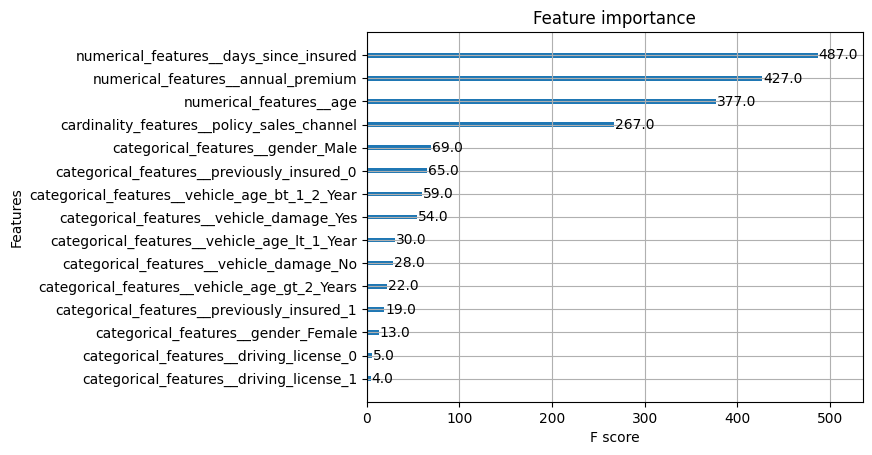 Feature importance
numerical_features__days_since_insured 487.0
numerical_features__annual_premium 427.0
numerical_features__age 377.0
cardinality_features__policy_sales_channel 267.0
categorical_features__gender_Male 69.0
categorical_features__previously_insured_0 65.0
categorical_features__vehicle_age_bt_1_2_Year 59.0
categorical_features__vehicle_damage_Yes 54.0
categorical_features__vehicle_age_lt_1_Year 30.0
categorical_features__vehicle_damage_No 28.0
categorical_features__vehicle_age_gt_2_Years 22.0
categorical_features__previously_insured_1 19.0
categorical_features__gender_Female 13.0
categorical_features__driving_license_0 5.0
categorical_features__driving_license_1 4.0
Features
0 100 200 300 400 500
F score